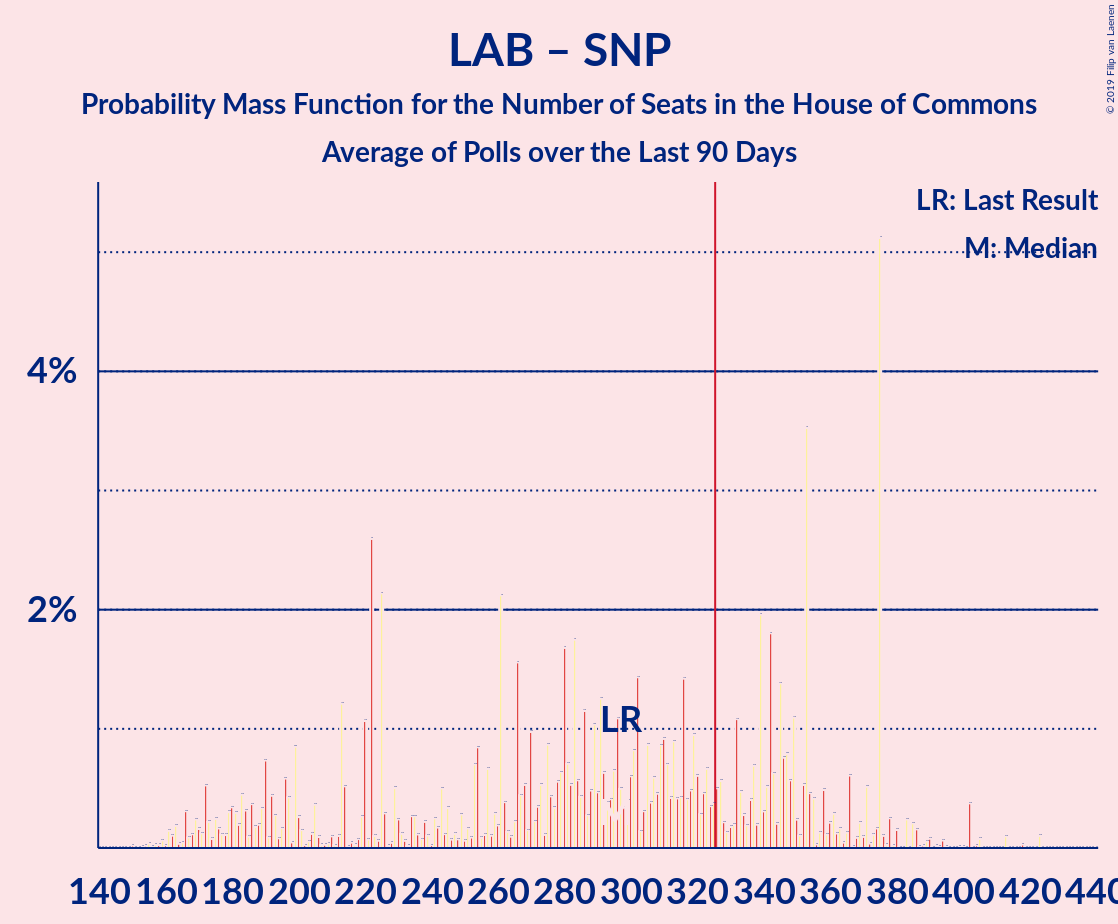 LAB – SNP
Probability Mass Function for the Number of Seats in the House of Commons
Average of Polls over the Last 90 Days
© 2019 Filip van Laenen
LR: Last Result
M: Median
4%
2%
LR
140 160 180 200 220 240 260 280 300 320 340 360 380 400 420 440